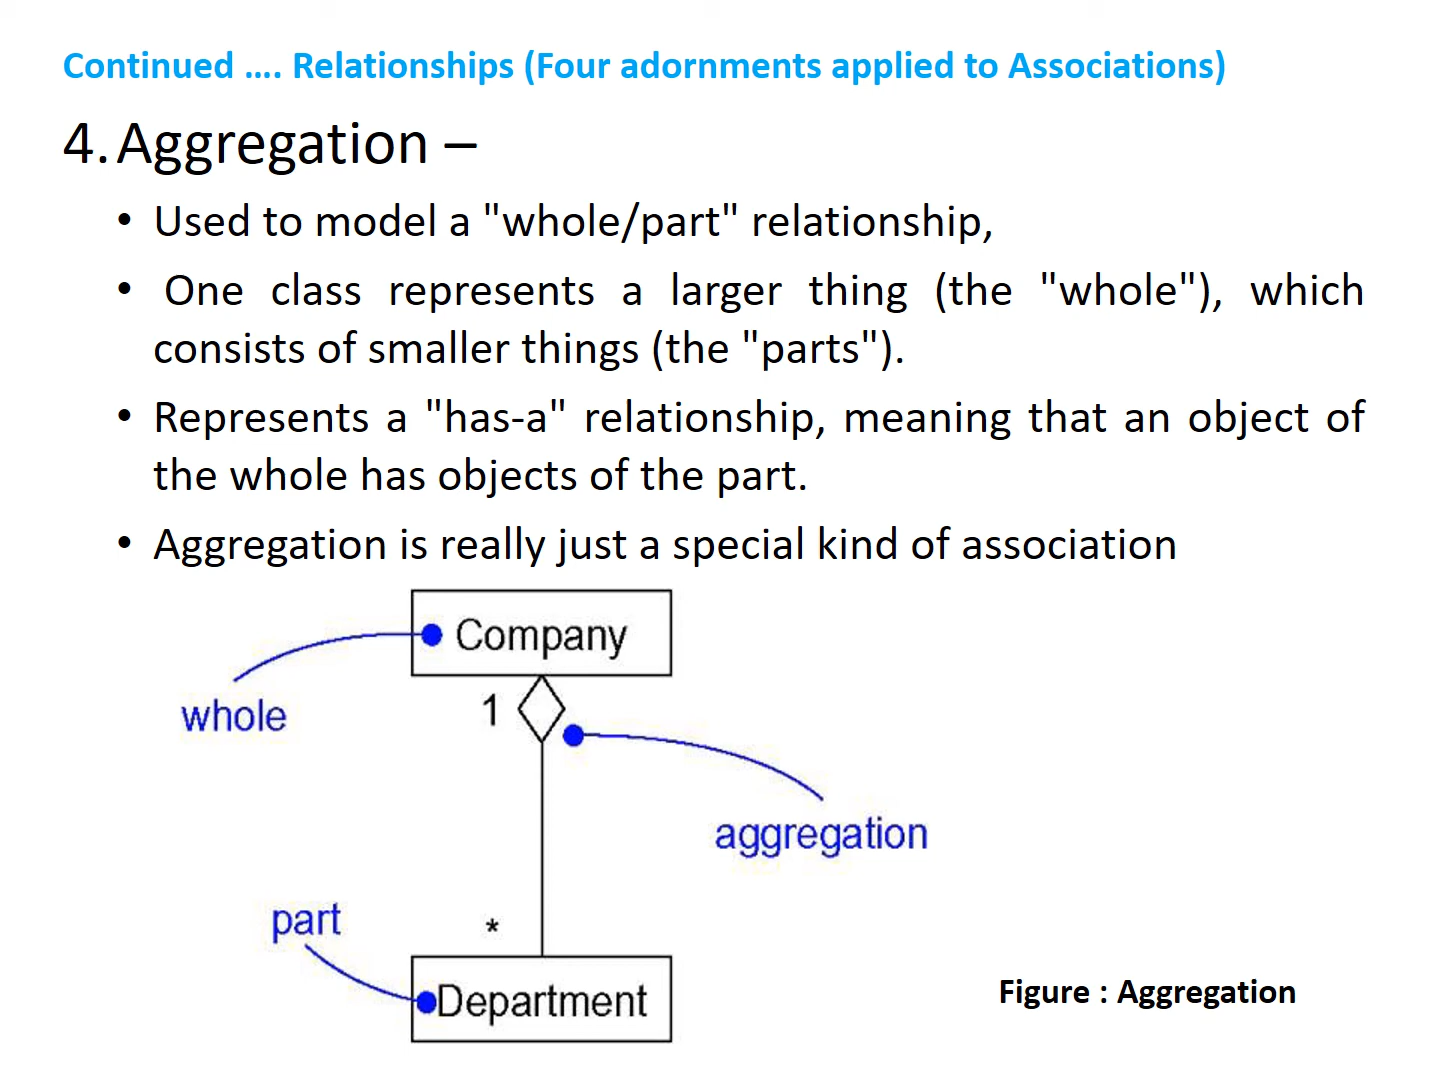 Continued .... Relationships (Four adornments applied to Associations)
4. Aggregation –
• Used to model a "whole/part" relationship,
• One class represents a larger thing (the "whole"), which
consists of smaller things (the "parts").
• Represents a "has-a" relationship, meaning that an object of
the whole has objects of the part.
• Aggregation is really just a special kind of association
Company
whole
1
aggregation
part
*
Department
Figure : Aggregation